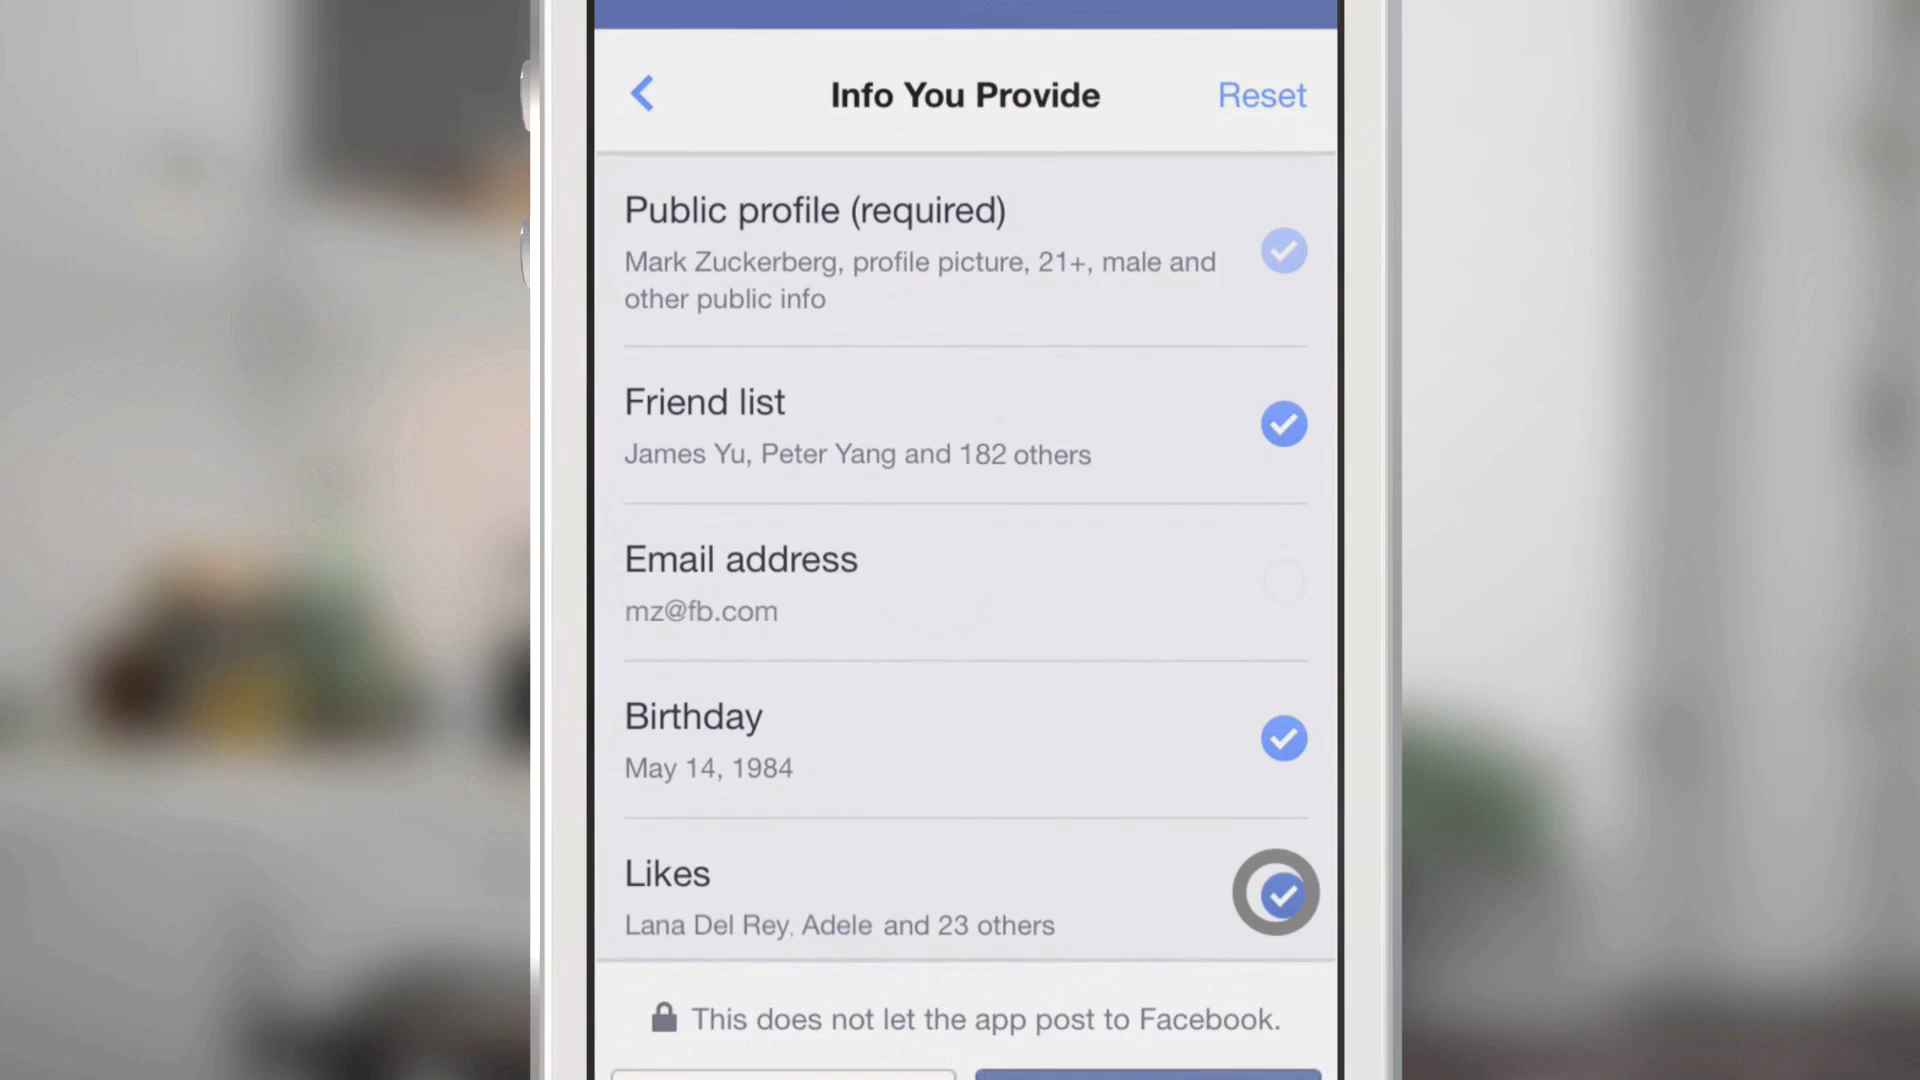 Info You Provide
Reset
Public profile (required)
Mark Zuckerberg, profile picture, 21+, male and
other public info
Friend list
James Yu, Peter Yang and 182 others
Email address
mz@fb.com
Birthday
May 14, 1984
Likes
Lana Del Rey, Adele and 23 others
This does not let the app post to Facebook.